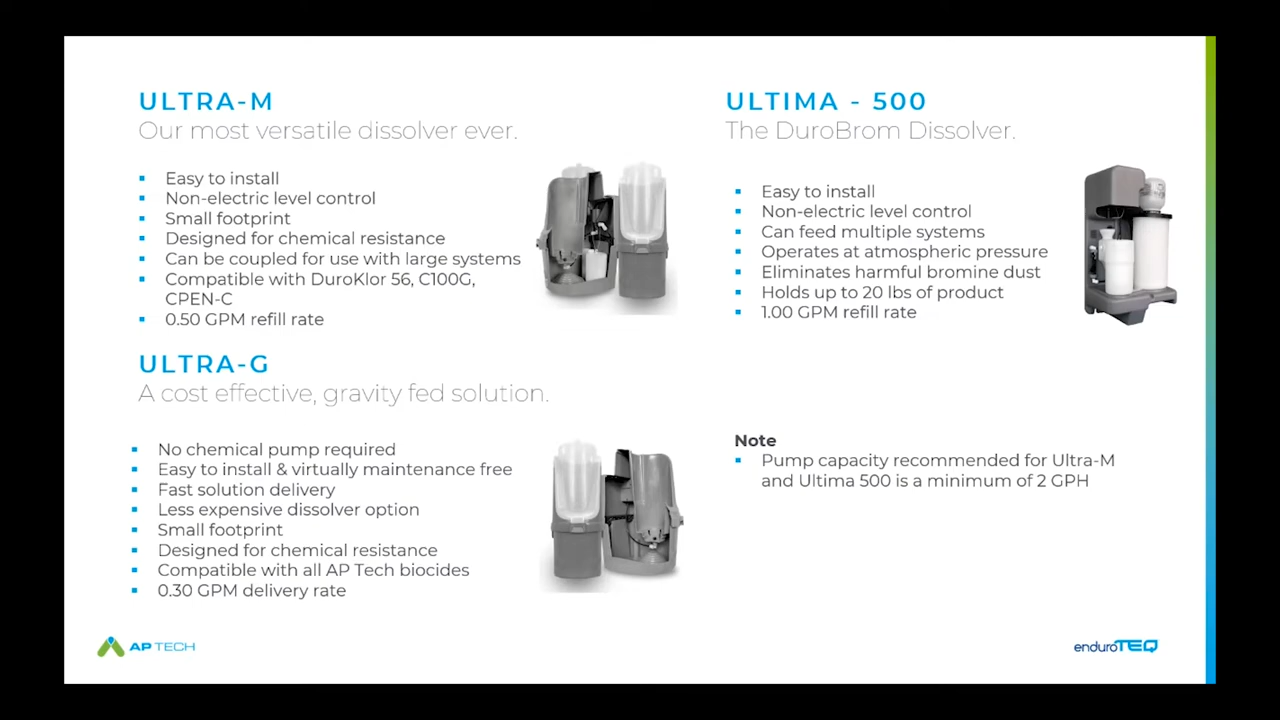 ULTRA-M
Our most versatile dissolver ever.
Easy to install
Non-electric level control
Small footprint
Designed for chemical resistance
Can be coupled for use with large systems
Compatible with DuroKlor 56, C100G,
CPEN-C
0.50 GPM refill rate
ULTRA-G
A cost effective, gravity fed solution.
No chemical pump required
Easy to install & virtually maintenance free
Fast solution delivery
Less expensive dissolver option
Small footprint
Designed for chemical resistance
Compatible with all AP Tech biocides
0.30 GPM delivery rate
ULTIMA - 500
The DuroBrom Dissolver.
Easy to install
Non-electric level control
Can feed multiple systems
Operates at atmospheric pressure
Eliminates harmful bromine dust
Holds up to 20 lbs of product
1.00 GPM refill rate
Note
Pump capacity recommended for Ultra-M
and Ultima 500 is a minimum of 2 GPH
AP TECH
enduroTEQ